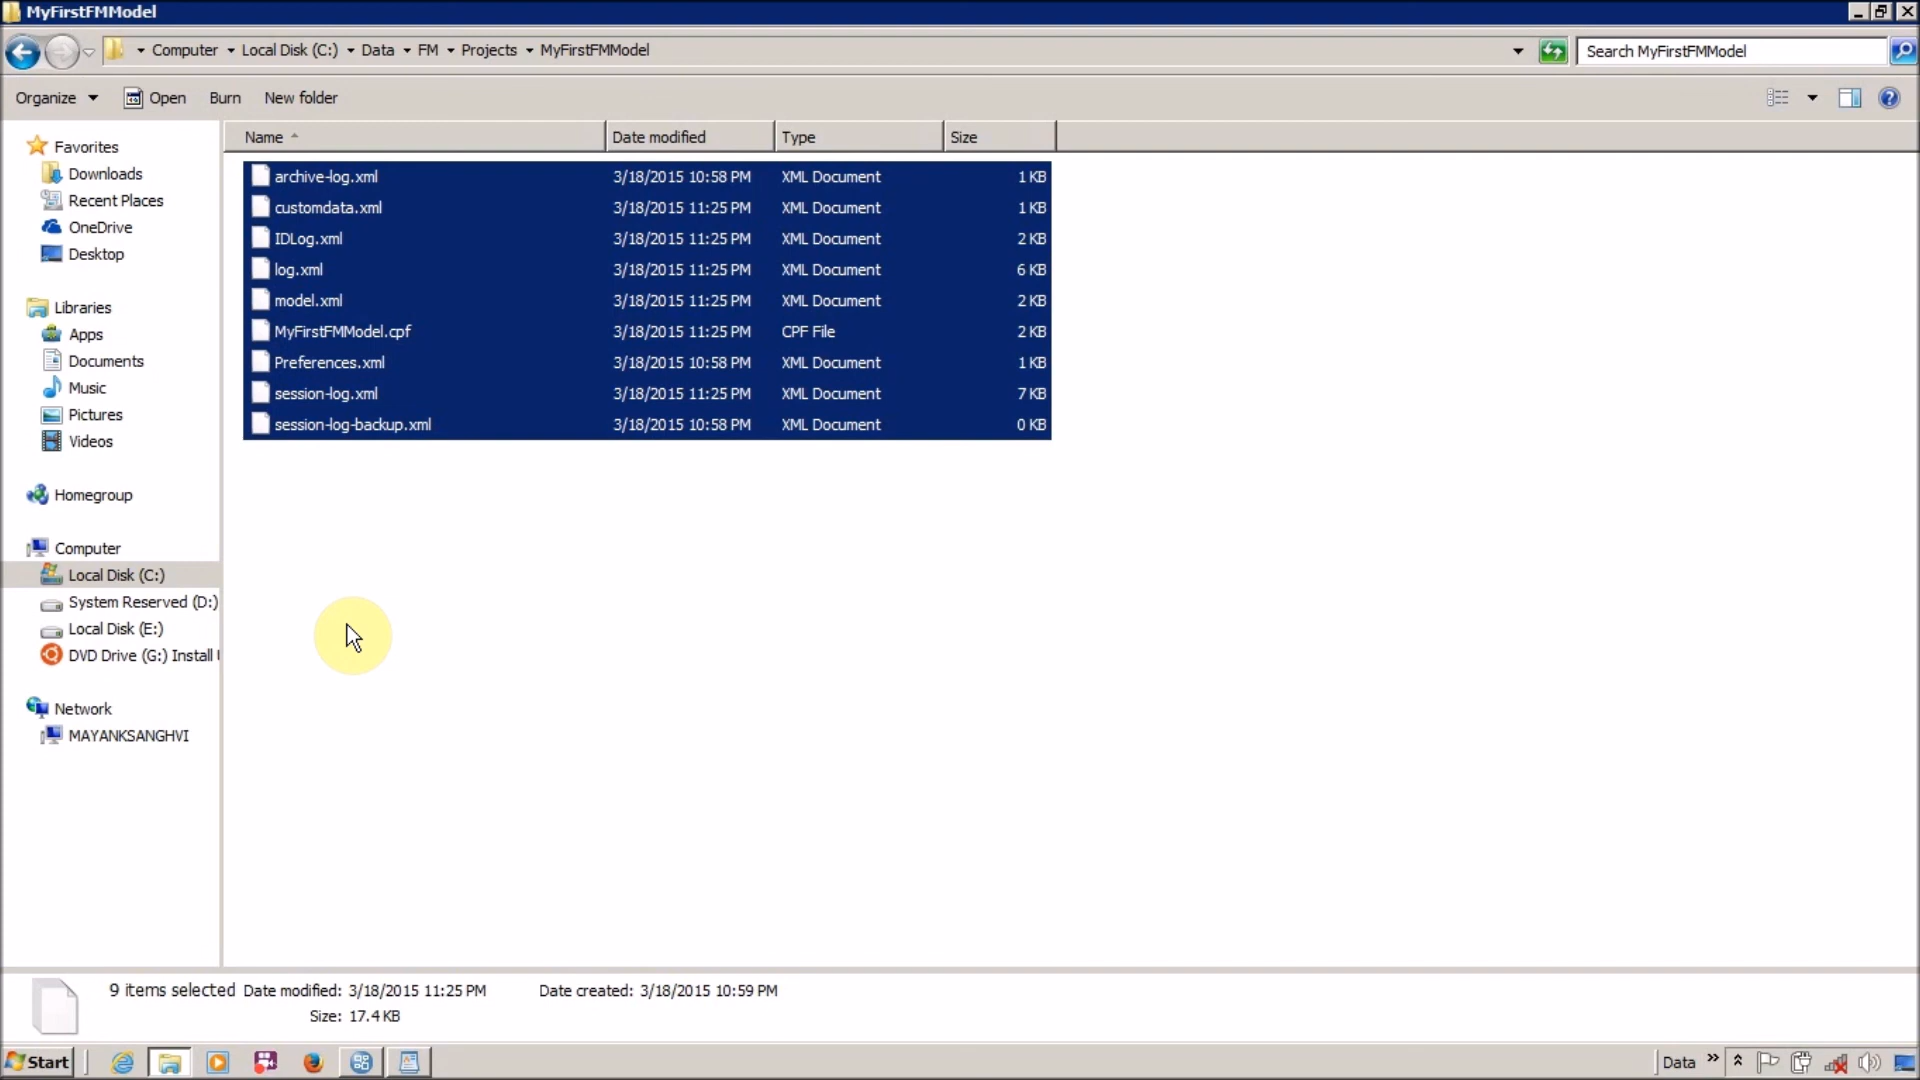 MyFirstFMModel
Computer Local Disk (C:) Data FM Projects MyFirstFMModel
Search MyFirstFMModel
Organize Open Burn New folder
Name Date modified Type Size
Favorites
Downloads
Recent Places
OneDrive
Desktop
Libraries
Apps
Documents
Music
Pictures
Videos
Homegroup
Computer
Local Disk (C:)
System Reserved (D:)
Local Disk (E:)
DVD Drive (G:) Install
Network
MAYANKSANGHVI
archive-log.xml 3/18/2015 10:58 PM XML Document 1 KB
customdata.xml 3/18/2015 11:25 PM XML Document 1 KB
IDLog.xml 3/18/2015 11:25 PM XML Document 2 KB
log.xml 3/18/2015 11:25 PM XML Document 6 KB
model.xml 3/18/2015 11:25 PM XML Document 2 KB
MyFirstFMModel.cpf 3/18/2015 11:25 PM CPF File 2 KB
Preferences.xml 3/18/2015 10:58 PM XML Document 1 KB
session-log.xml 3/18/2015 11:25 PM XML Document 7 KB
session-log-backup.xml 3/18/2015 10:58 PM XML Document 0 KB
9 items selected Date modified: 3/18/2015 11:25 PM Date created: 3/18/2015 10:59 PM
Size: 17.4 KB
Start Data »